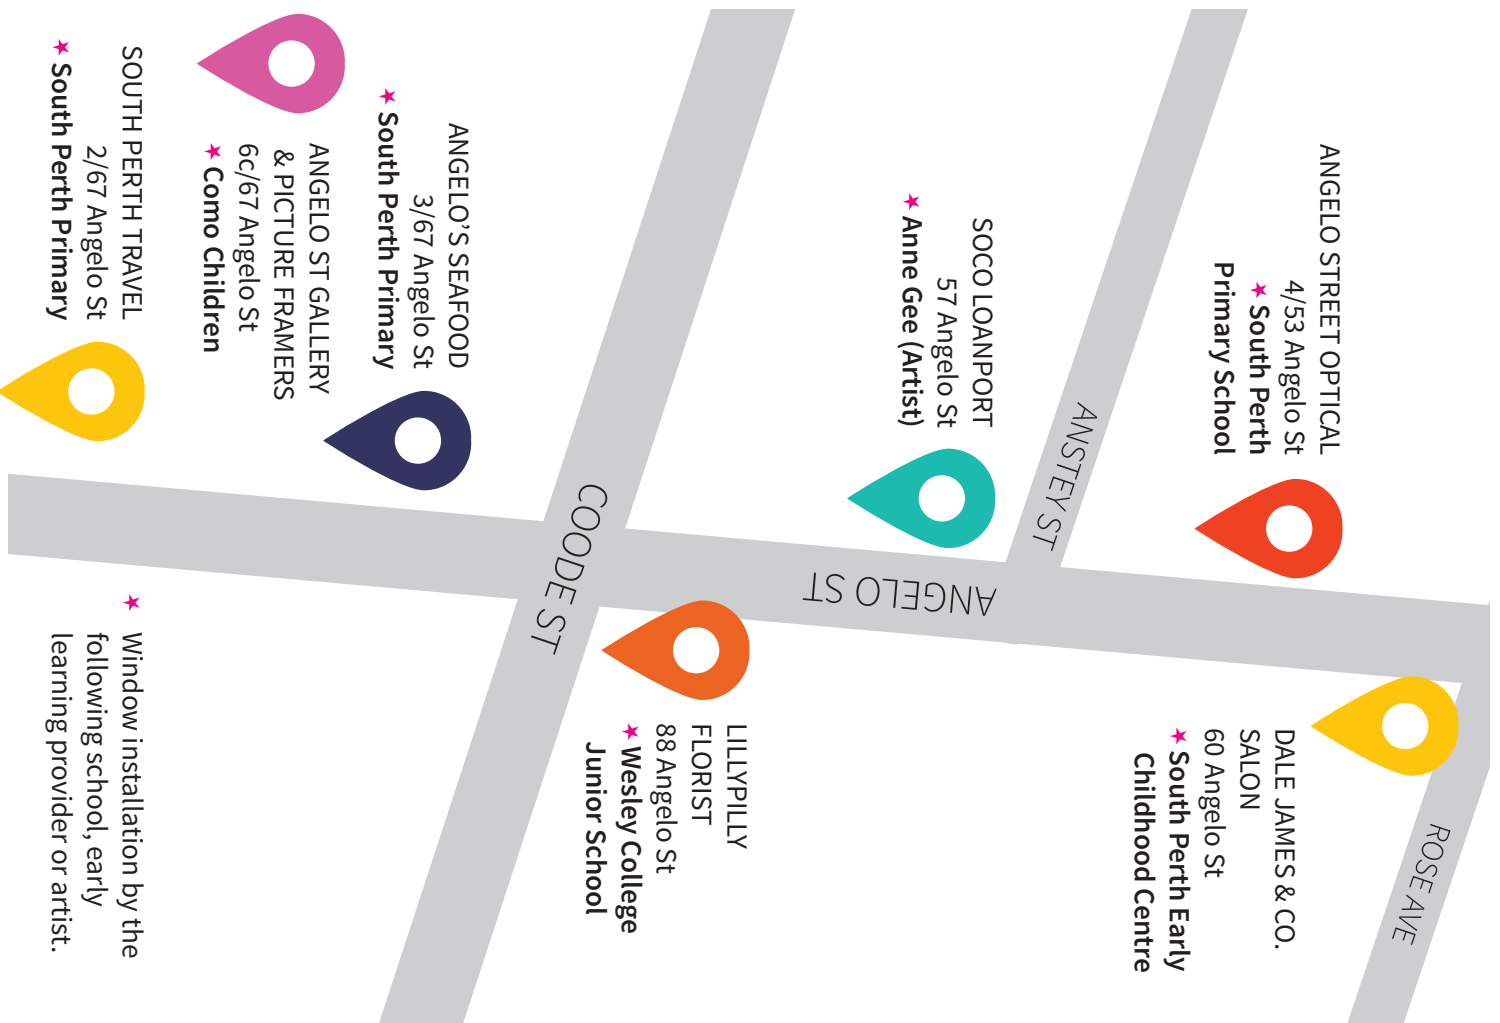 ANGELO STREET OPTICAL
4/53 Angelo St
★ South Perth
Primary School
DALE JAMES & CO.
SALON
60 Angelo St
★ South Perth Early
Childhood Centre
ROSE AVE
ANSTEY ST
SOCO LOANPORT
57 Angelo St
★ Anne Gee (Artist)
ANGELO ST
LILLYPILLY
FLORIST
88 Angelo St
★ Wesley College
Junior School
COODE ST
ANGELO'S SEAFOOD
3/67 Angelo St
★ South Perth Primary
ANGELO ST GALLERY
& PICTURE FRAMERS
6c/67 Angelo St
★ Como Children
SOUTH PERTH TRAVEL
2/67 Angelo St
★ South Perth Primary
★ Window installation by the
following school, early
learning provider or artist.